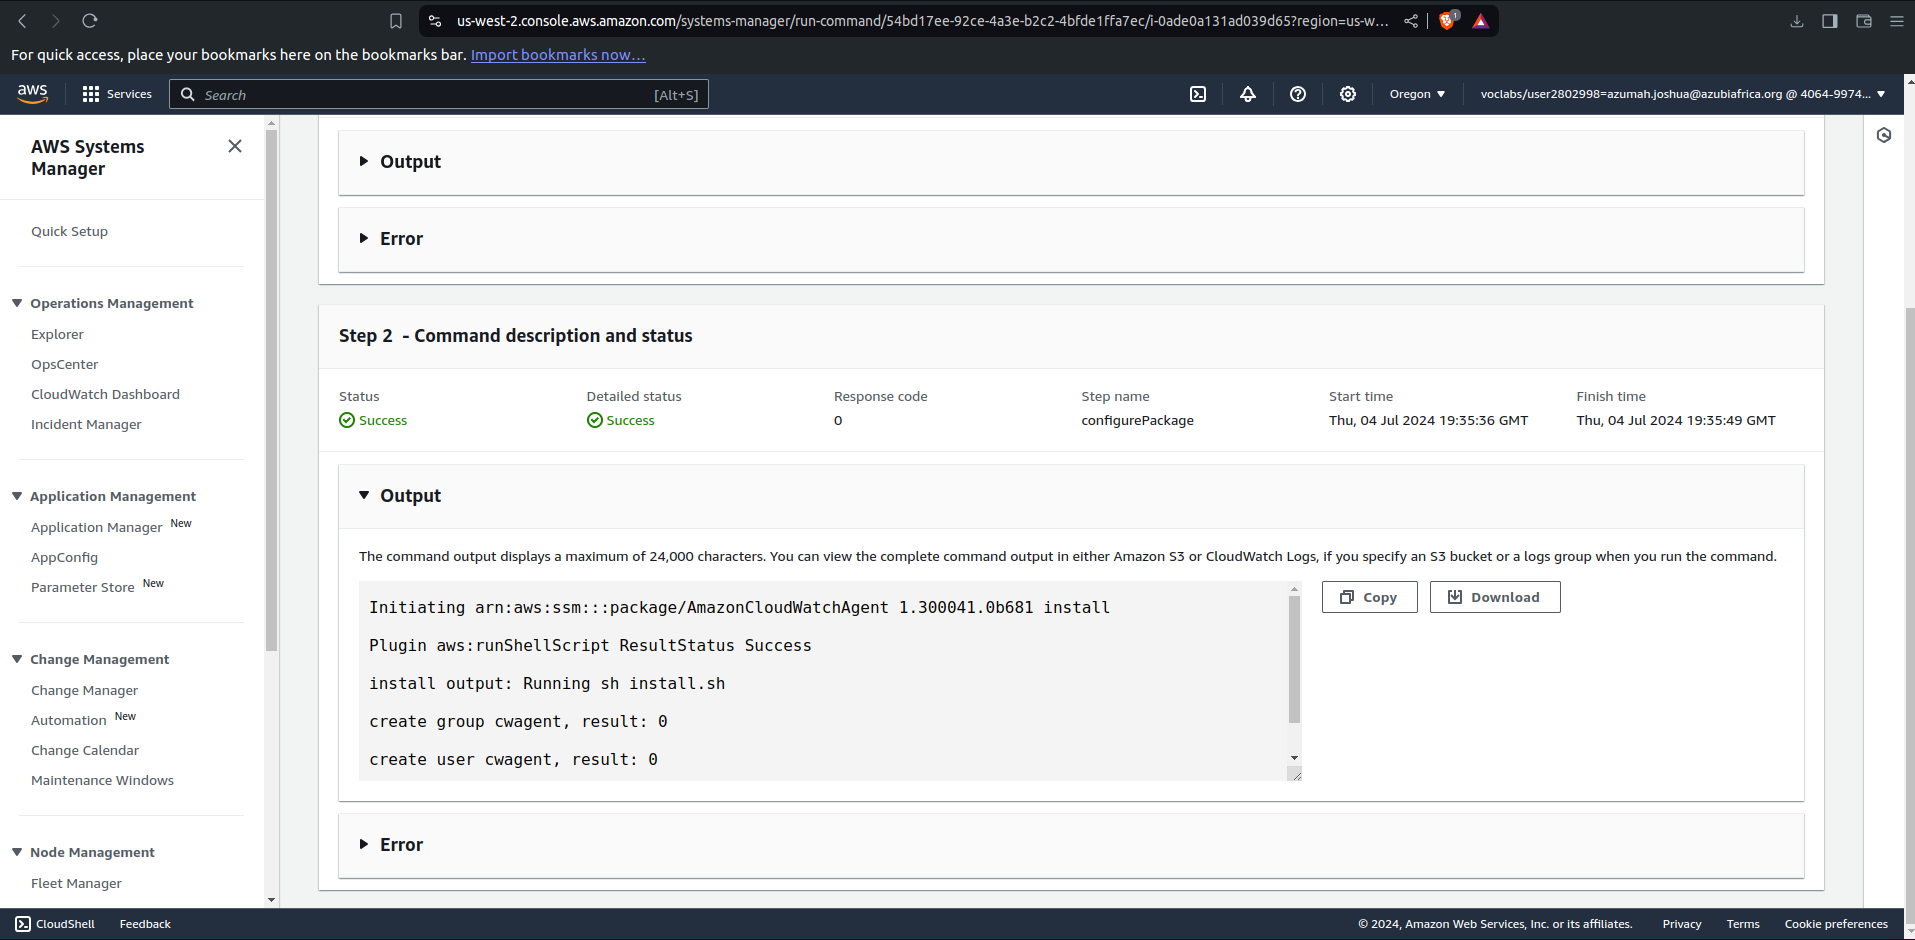 us-west-2.console.aws.amazon.com/systems-manager/run-command/54bd17ee-92ce-4a3e-b2c2-4bfde1ffa7ec/i-0ade0a131ad039d65?region=us-w...
1
For quick access, place your bookmarks here on the bookmarks bar. Import bookmarks now...
aws
Services
Search
[Alt+S]
Oregon
voclabs/user2802998=azumah.joshua@azubiafrica.org @ 4064-9974...
AWS Systems
Manager
Quick Setup
Operations Management
Explorer
OpsCenter
CloudWatch Dashboard
Incident Manager
Application Management
Application Manager New
AppConfig
Parameter Store New
Change Management
Change Manager
Automation New
Change Calendar
Maintenance Windows
Node Management
Fleet Manager
Output
Error
Step 2 - Command description and status
Status
Success
Detailed status
Success
Response code
0
Step name
configurePackage
Start time
Thu, 04 Jul 2024 19:35:36 GMT
Finish time
Thu, 04 Jul 2024 19:35:49 GMT
Output
The command output displays a maximum of 24,000 characters. You can view the complete command output in either Amazon S3 or CloudWatch Logs, if you specify an S3 bucket or a logs group when you run the command.
Initiating arn:aws:ssm:::package/AmazonCloudWatchAgent 1.300041.0b681 install
Plugin aws:runShellScript ResultStatus Success
install output: Running sh install.sh
create group cwagent, result: 0
create user cwagent, result: 0
Copy
Download
Error
CloudShell
Feedback
© 2024, Amazon Web Services, Inc. or its affiliates.
Privacy
Terms
Cookie preferences